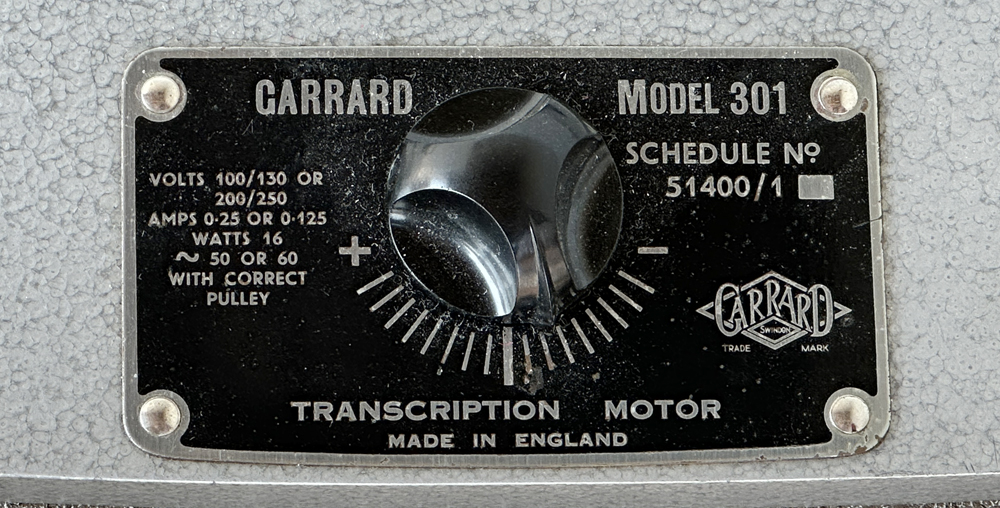 GARRARD
MODEL 301
SCHEDULE Nº
51400/1
VOLTS 100/130 OR
200/250
AMPS 0·25 OR 0·125
WATTS 16
~ 50 OR 60
WITH CORRECT
PULLEY
+ −
GARRARD
SWINDON
TRADE MARK
TRANSCRIPTION MOTOR
MADE IN ENGLAND